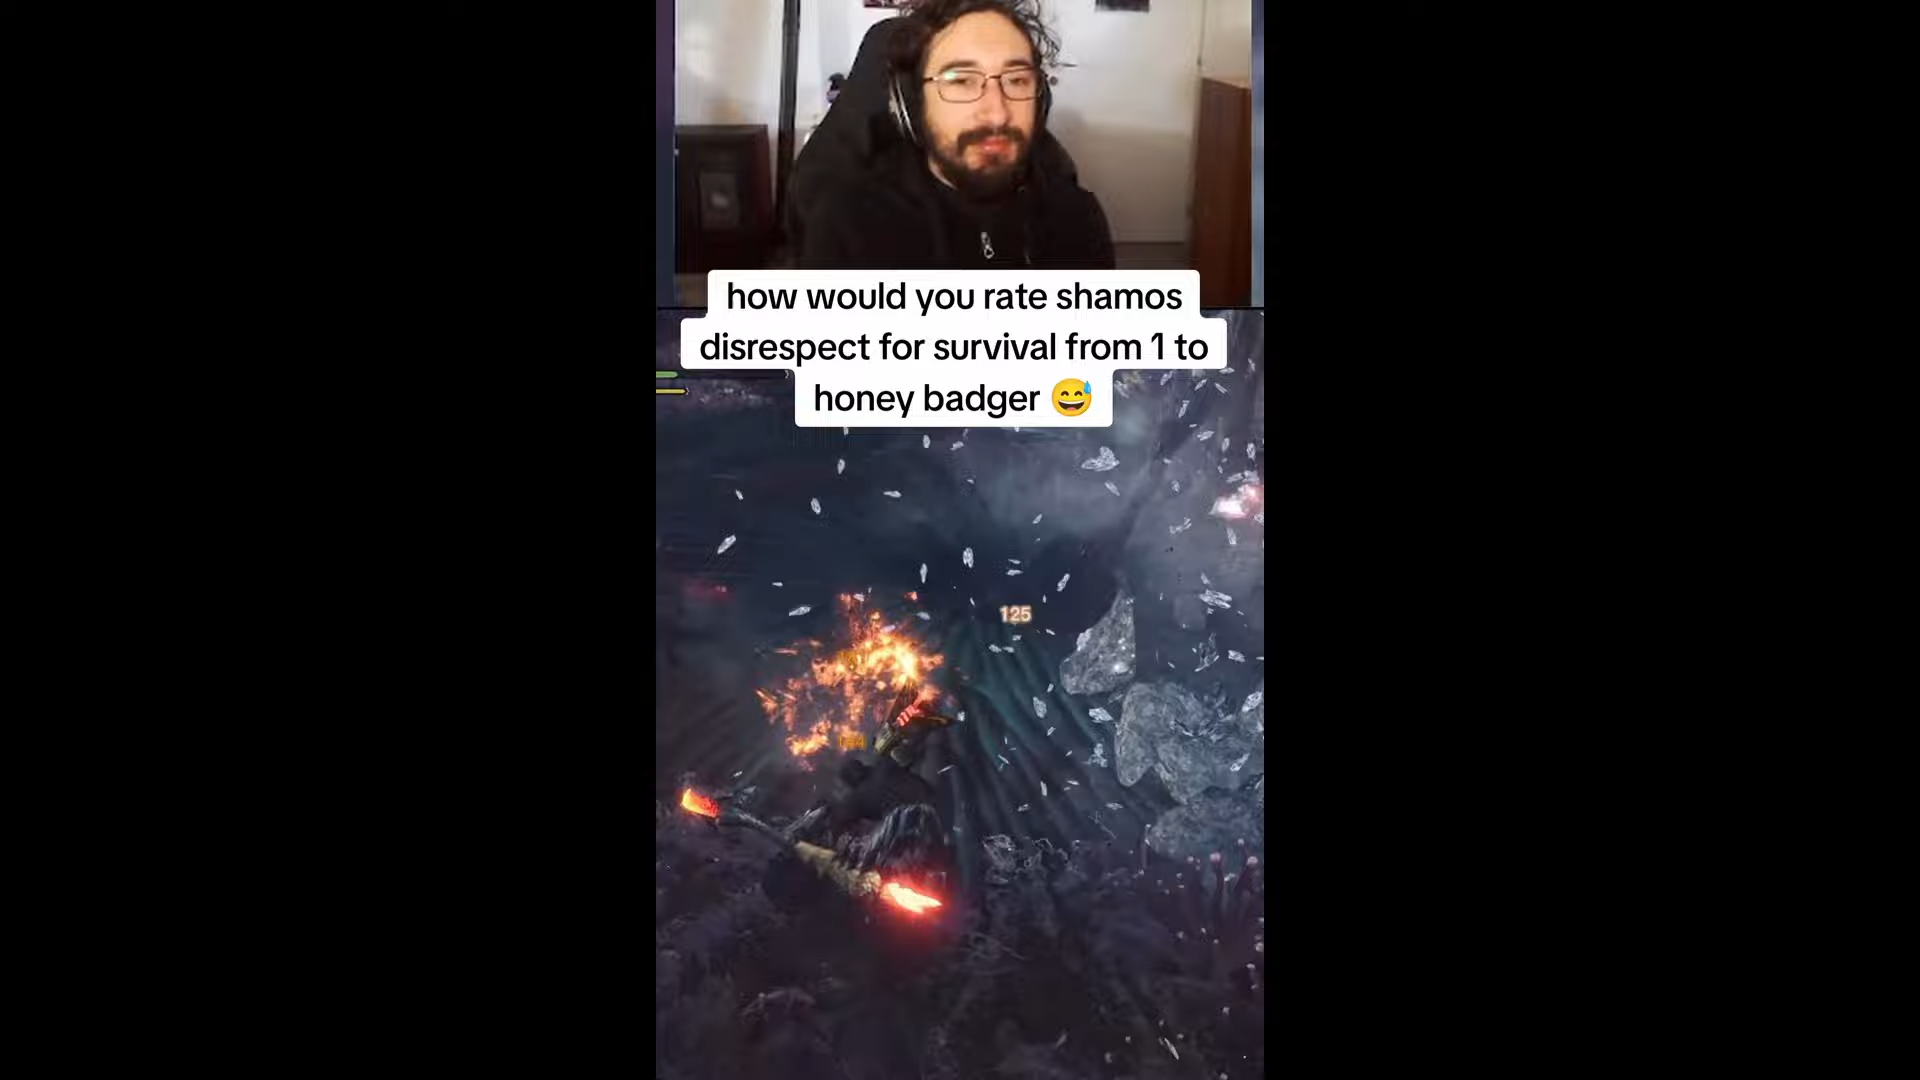 how would you rate shamos
disrespect for survival from 1 to
honey badger 😅
125